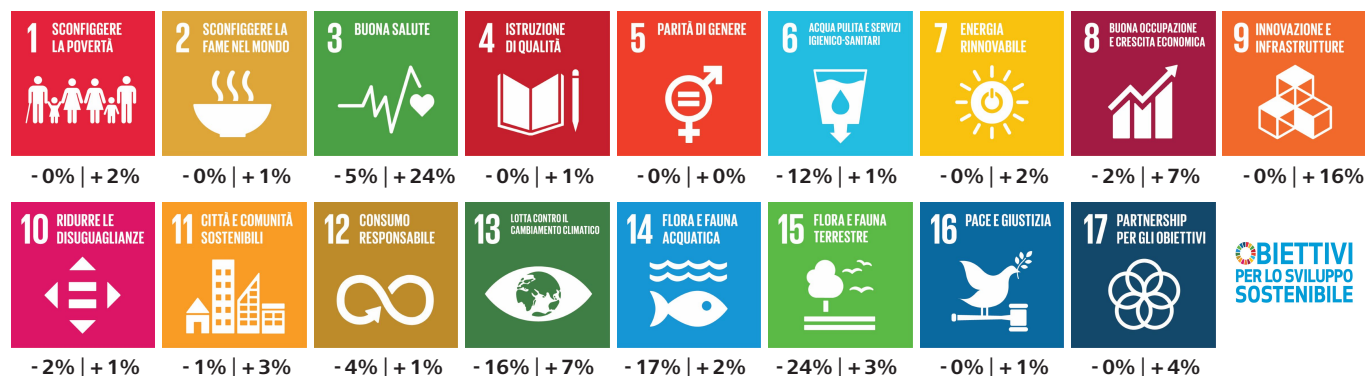 1 SCONFIGGERE
LA POVERTÀ
2 SCONFIGGERE LA
FAME NEL MONDO
3 BUONA SALUTE
4 ISTRUZIONE
DI QUALITÀ
5 PARITÀ DI GENERE
6 ACQUA PULITA E SERVIZI
IGIENICO-SANITARI
7 ENERGIA
RINNOVABILE
8 BUONA OCCUPAZIONE
E CRESCITA ECONOMICA
9 INNOVAZIONE E
INFRASTRUTTURE
-0% | +2%
-0% | +1%
-5% | +24%
-0% | +1%
-0% | +0%
-12% | +1%
-0% | +2%
-2% | +7%
-0% | +16%
10 RIDURRE LE
DISUGUAGLIANZE
11 CITTÀ E COMUNITÀ
SOSTENIBILI
12 CONSUMO
RESPONSABILE
13 LOTTA CONTRO IL
CAMBIAMENTO CLIMATICO
14 FLORA E FAUNA
ACQUATICA
15 FLORA E FAUNA
TERRESTRE
16 PACE E GIUSTIZIA
17 PARTNERSHIP
PER GLI OBIETTIVI
OBIETTIVI
PER LO SVILUPPO
SOSTENIBILE
-2% | +1%
-1% | +3%
-4% | +1%
-16% | +7%
-17% | +2%
-24% | +3%
-0% | +1%
-0% | +4%